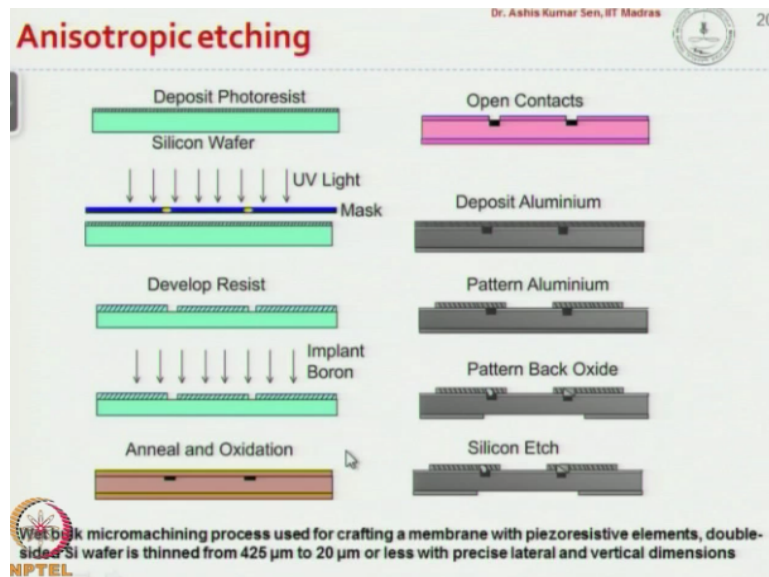 Dr. Ashis Kumar Sen, IIT Madras
20
Anisotropic etching
Deposit Photoresist
Silicon Wafer
UV Light
Mask
Develop Resist
Implant
Boron
Anneal and Oxidation
Open Contacts
Deposit Aluminium
Pattern Aluminium
Pattern Back Oxide
Silicon Etch
Wet bulk micromachining process used for crafting a membrane with piezoresistive elements, double-
sided Si wafer is thinned from 425 µm to 20 µm or less with precise lateral and vertical dimensions
NPTEL